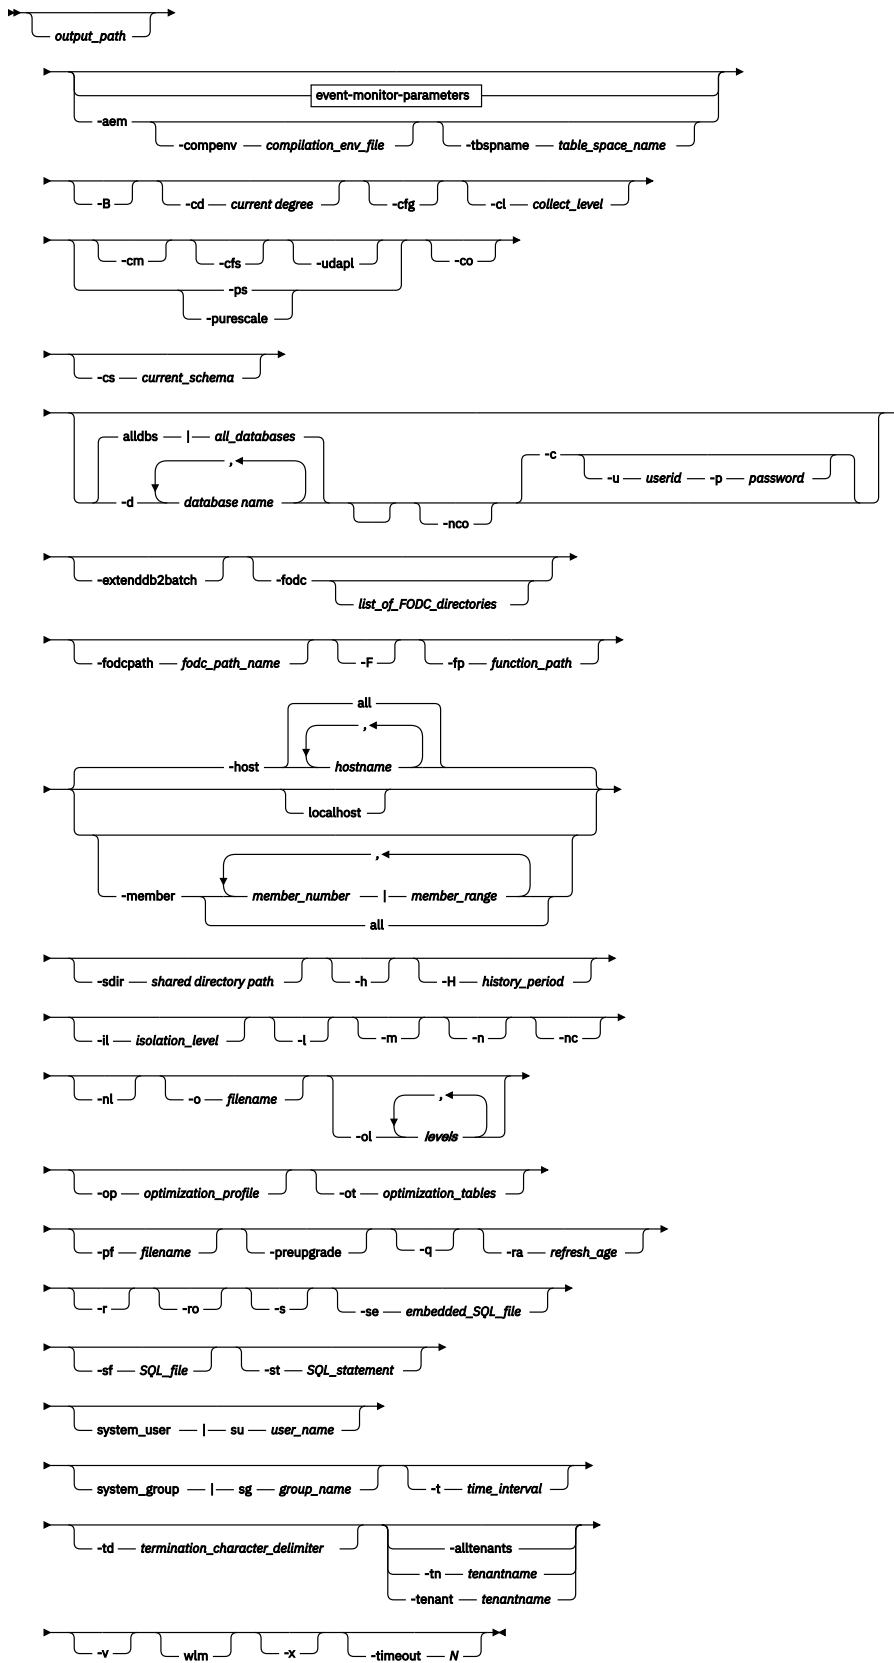 output_path
event-monitor-parameters
-aem
-compenv compilation_env_file -tbspname table_space_name
-B -cd current degree -cfg -cl collect_level
-cm -cfs -udapl -co
-ps
-purescale
-cs current_schema
alldbs | all_databases
,
-d database name
-c
-u userid -p password
-nco
-extenddb2batch -fodc
list_of_FODC_directories
-fodcpath fodc_path_name -F -fp function_path
all
,
-host hostname
localhost
,
-member member_number | member_range
all
-sdir shared directory path -h -H history_period
-il isolation_level -l -m -n -nc
-nl -o filename
,
-ol levels
-op optimization_profile -ot optimization_tables
-pf filename -preupgrade -q -ra refresh_age
-r -ro -s -se embedded_SQL_file
-sf SQL_file -st SQL_statement
system_user | su user_name
system_group | sg group_name -t time_interval
-td termination_character_delimiter -alltenants
-tn tenantname
-tenant tenantname
-v wlm -x -timeout N